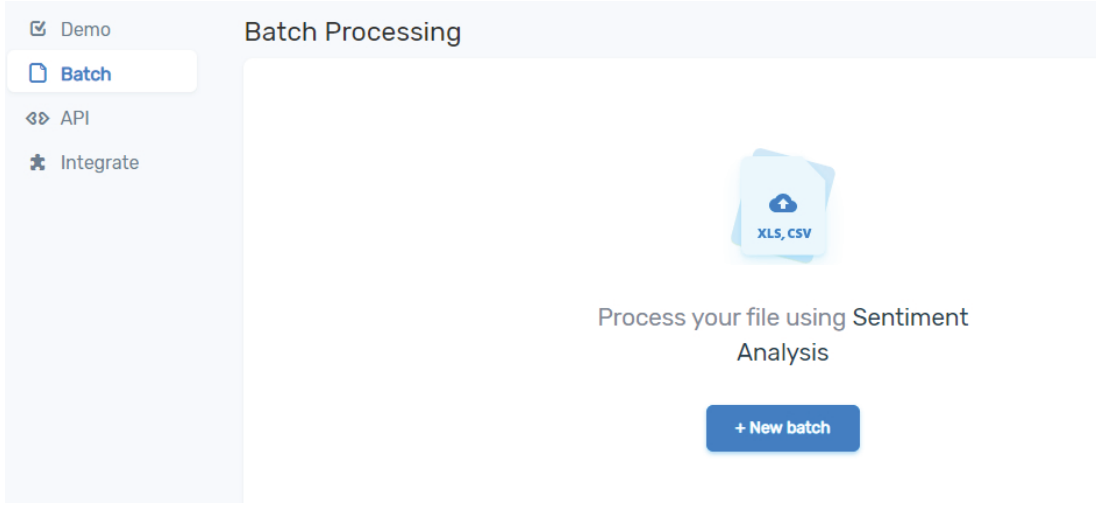 Demo
Batch
API
Integrate
Batch Processing
XLS, CSV
Process your file using Sentiment
Analysis
+ New batch